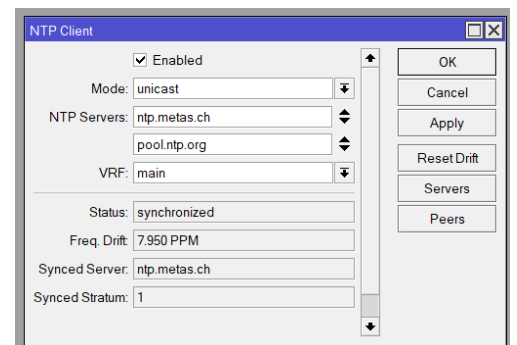 NTP Client
Enabled
OK
Mode: unicast
Cancel
NTP Servers: ntp.metas.ch
Apply
pool.ntp.org
Reset Drift
VRF: main
Servers
Status: synchronized
Peers
Freq. Drift: 7.950 PPM
Synced Server: ntp.metas.ch
Synced Stratum: 1